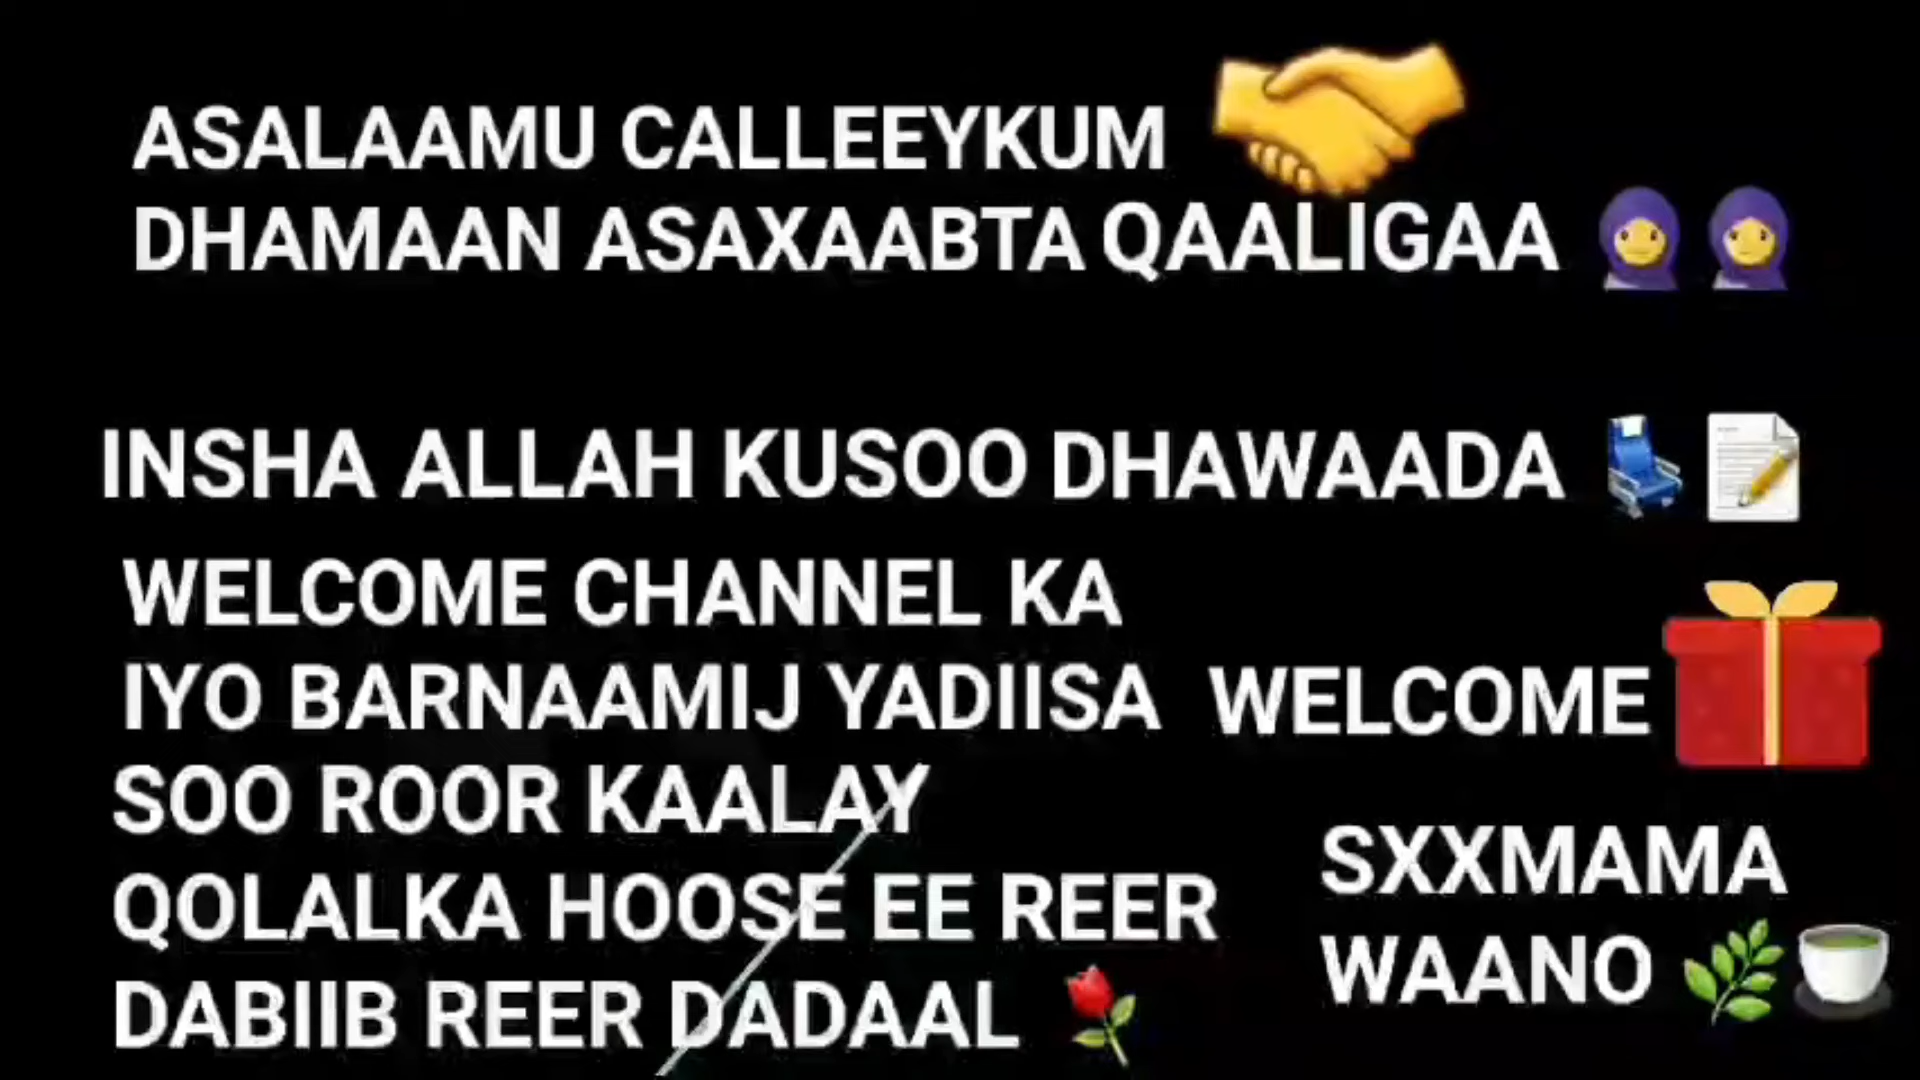 ASALAAMU CALLEEYKUM
DHAMAAN ASAXAABTA QAALIGAA
INSHA ALLAH KUSOO DHAWAADA
WELCOME CHANNEL KA
IYO BARNAAMIJ YADIISA
WELCOME
SOO ROOR KAALAY
QOLALKA HOOSE EE REER
DABIIB REER DADAAL
SXXMAMA
WAANO